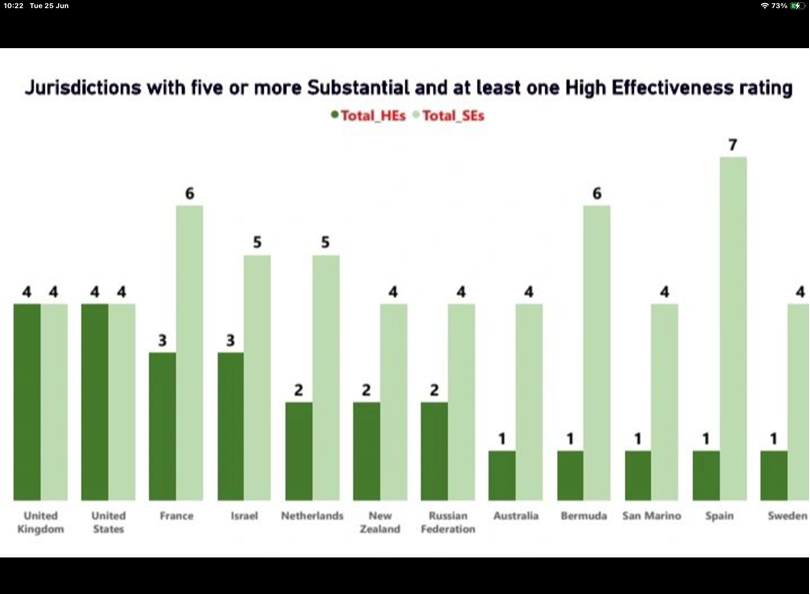 10:22 Tue 25 Jun 73%
Jurisdictions with five or more Substantial and at least one High Effectiveness rating
Total_HEs Total_SEs
4 4 4 4 3 6 3 5 2 5 2 4 2 4 1 4 1 6 1 4 1 7 1 4
United Kingdom
United States
France
Israel
Netherlands
New Zealand
Russian Federation
Australia
Bermuda
San Marino
Spain
Sweden